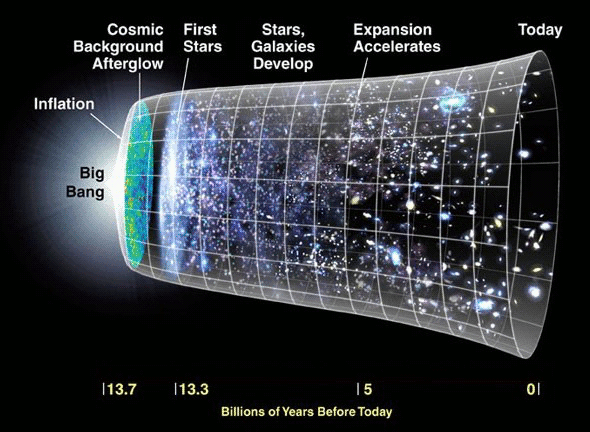 Cosmic
Background
Afterglow
First
Stars
Stars,
Galaxies
Develop
Expansion
Accelerates
Today
Inflation
Big
Bang
13.7
13.3
5
0
Billions of Years Before Today